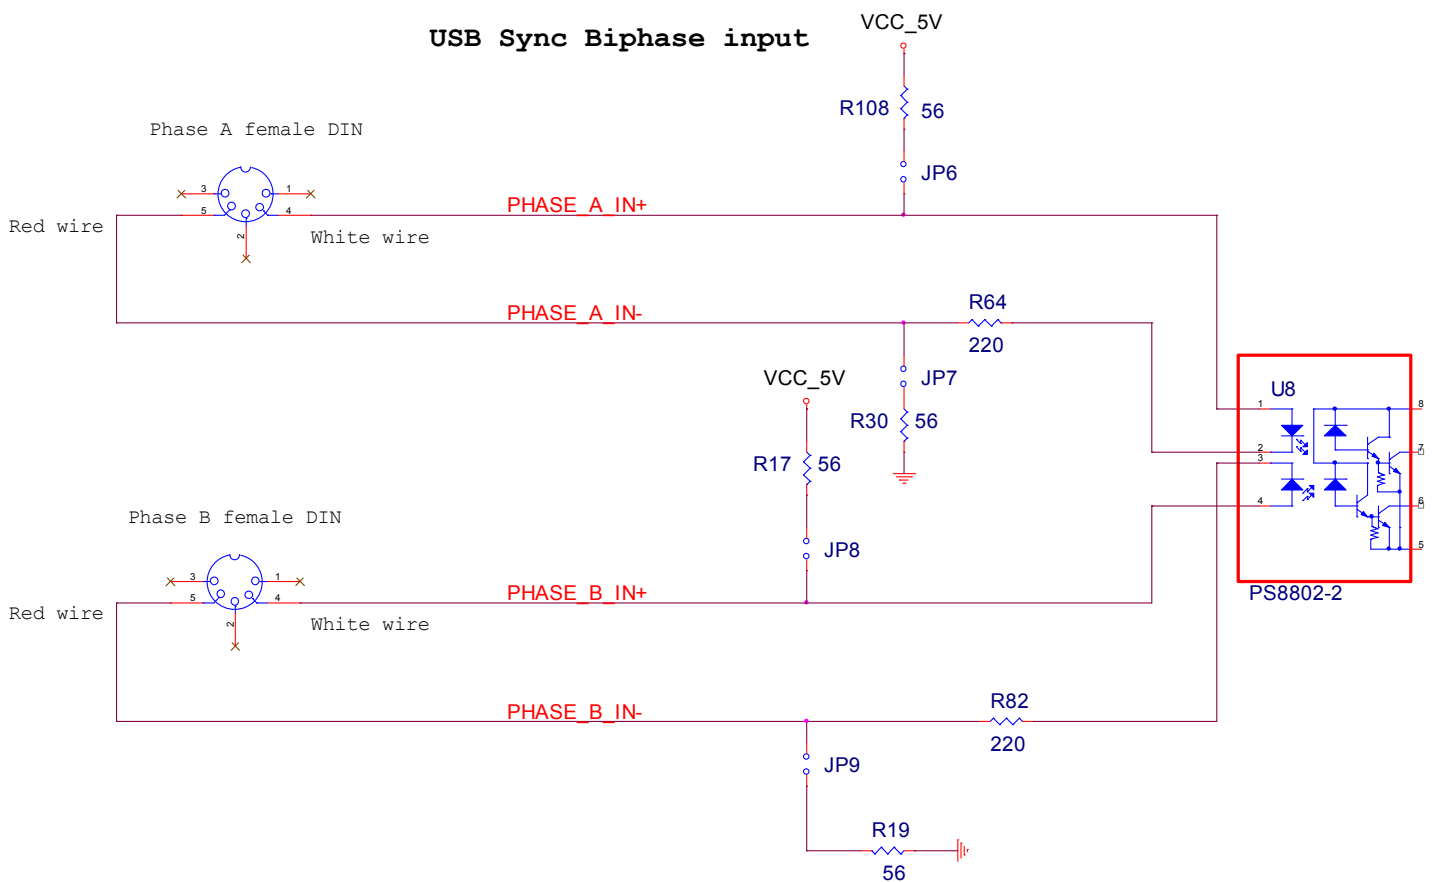 USB Sync Biphase input
VCC_5V
R108
56
JP6
Phase A female DIN
3
1
5
4
2
Red wire
White wire
PHASE_A_IN+
PHASE_A_IN-
R64
220
JP7
R30
56
VCC_5V
R17
56
JP8
U8
1
2
3
4
8
7
6
5
PS8802-2
Phase B female DIN
3
1
5
4
2
Red wire
White wire
PHASE_B_IN+
PHASE_B_IN-
R82
220
JP9
R19
56